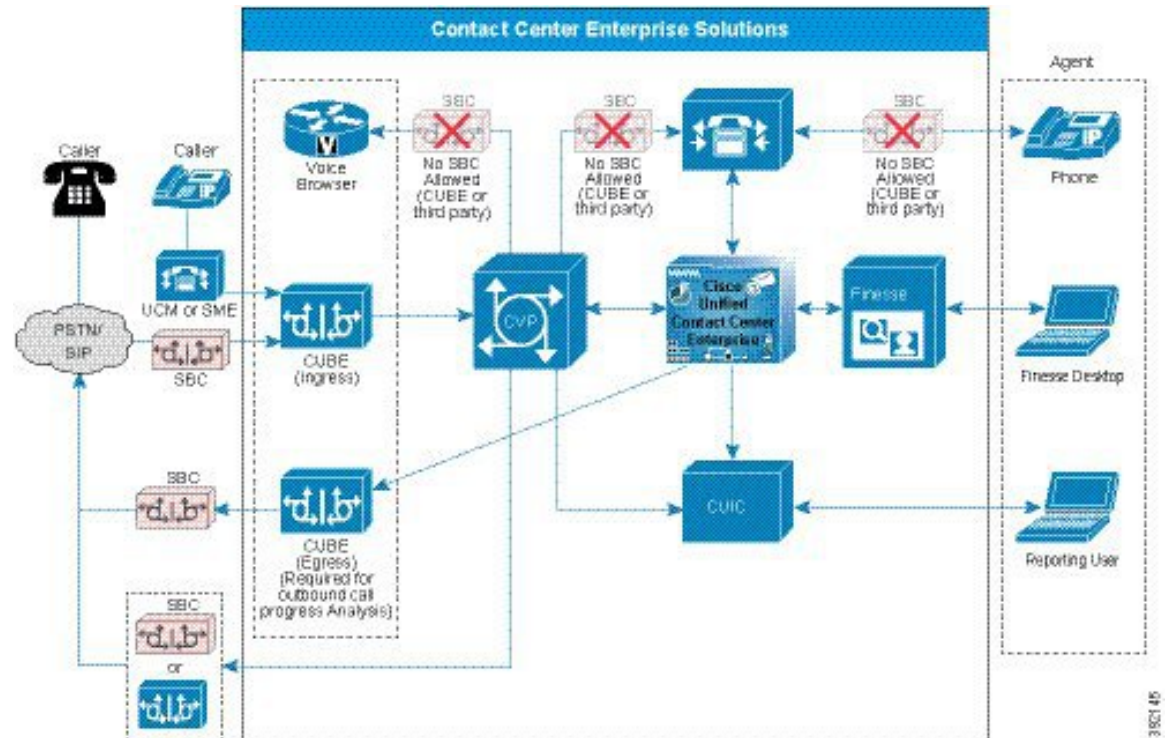 Contact Center Enterprise Solutions
Agent
SBC
SBC
SBC
Caller
Caller
V
Voice
Browser
No SBC
Allowed
(CUBE or
third party)
No SBC
Allowed
(CUBE or
third party)
No SBC
Allowed
(CUBE or
third party)
IP
Phone
IP
UCM or SME
PSTN/
SIP
SBC
CUBE
(Ingress)
CVP
Cisco
Unified
Contact Center
Enterprise
Finesse
Finesse Desktop
SBC
CUBE
(Egress)
(Required for
outbound call
progress Analysis)
CUIC
Reporting User
SBC
or
392145